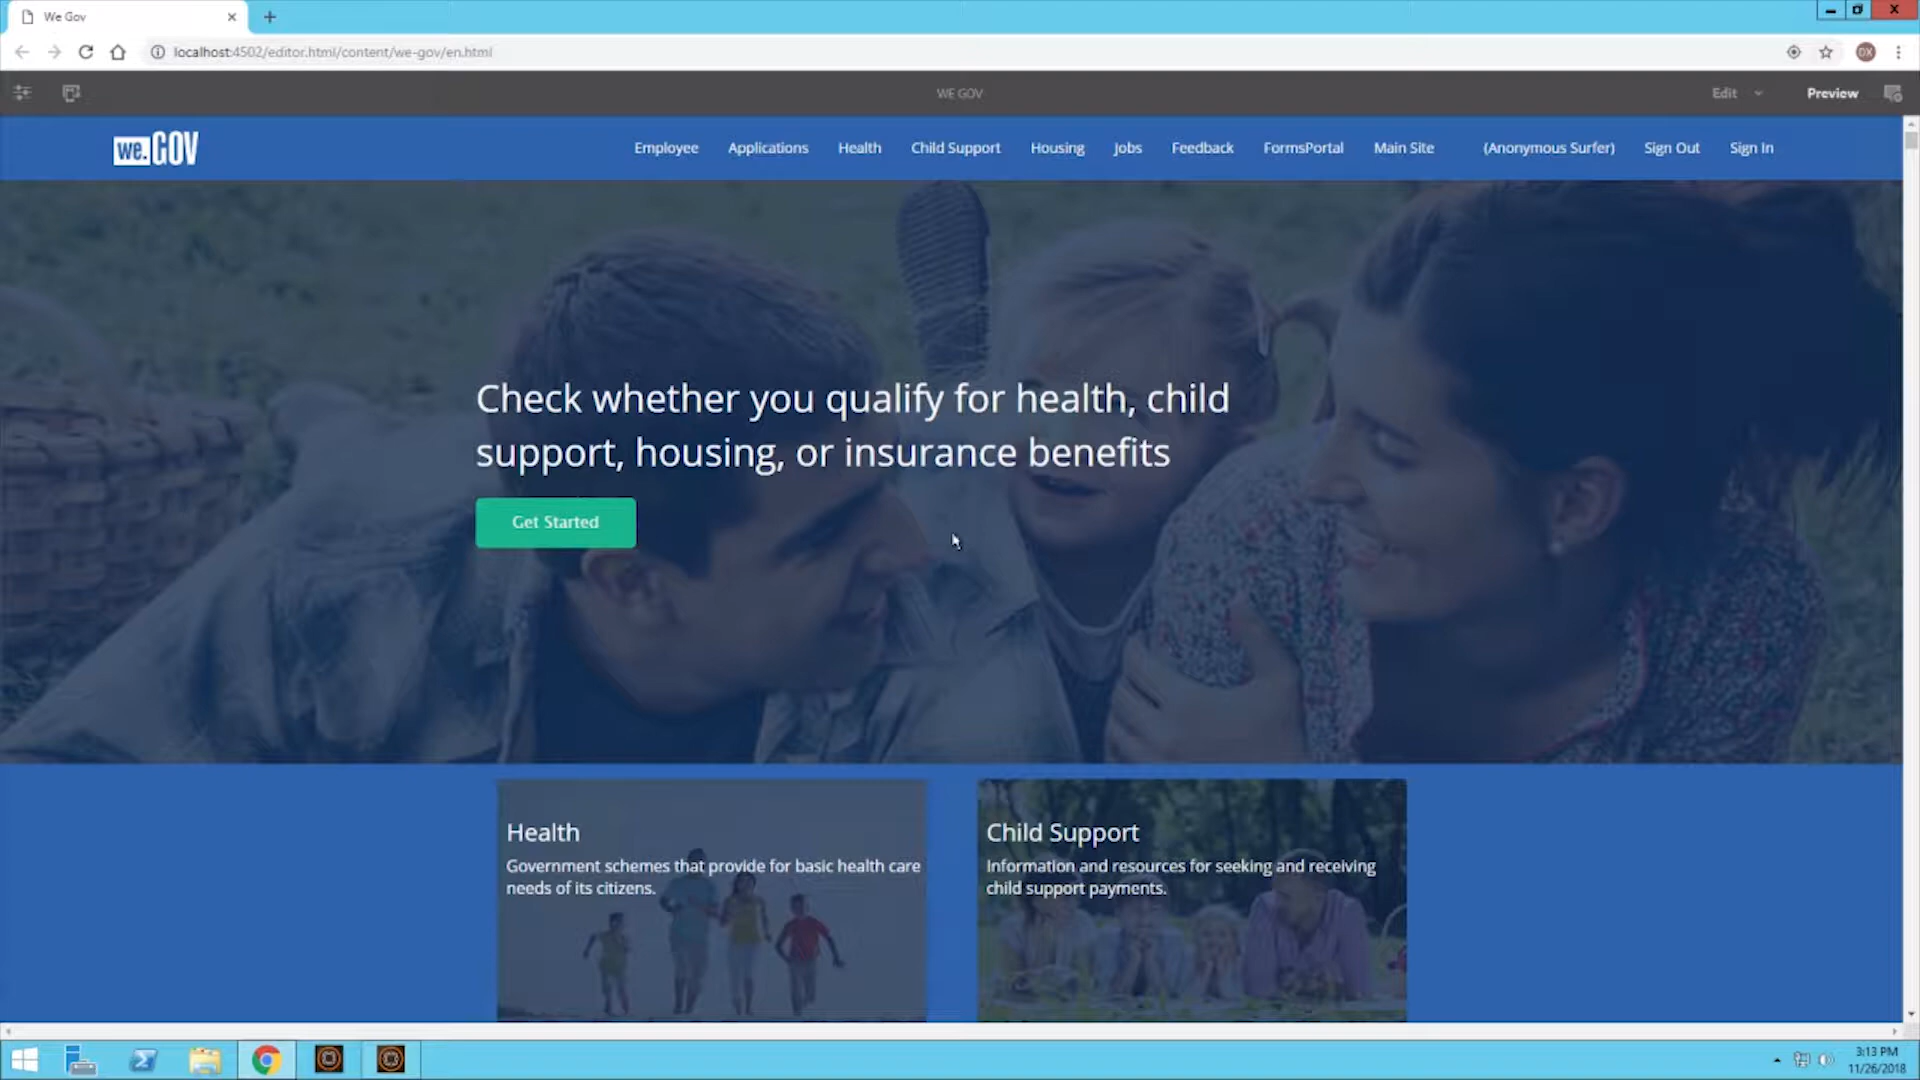 We Gov
localhost:4502/editor.html/content/we-gov/en.html
DX
WE GOV
Edit
Preview
we.GOV
Employee Applications Health Child Support Housing Jobs Feedback FormsPortal Main Site (Anonymous Surfer) Sign Out Sign In
Check whether you qualify for health, child
support, housing, or insurance benefits
Get Started
Health
Government schemes that provide for basic health care
needs of its citizens.
Child Support
Information and resources for seeking and receiving
child support payments.
3:13 PM
11/26/2018